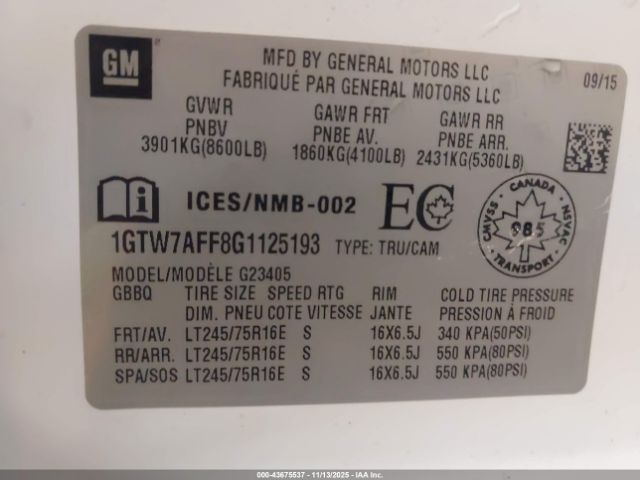 GM
MFD BY GENERAL MOTORS LLC
FABRIQUÉ PAR GENERAL MOTORS LLC
09/15
GVWR GAWR FRT GAWR RR
PNBV PNBE AV. PNBE ARR.
3901KG(8600LB) 1860KG(4100LB) 2431KG(5360LB)
ICES/NMB-002 EC
CANADA CMVSS NSVAC 985 TRANSPORT
1GTW7AFF8G1125193 TYPE: TRU/CAM
MODEL/MODÈLE G23405
GBBQ TIRE SIZE SPEED RTG RIM COLD TIRE PRESSURE
DIM. PNEU COTE VITESSE JANTE PRESSION À FROID
FRT/AV. LT245/75R16E S 16X6.5J 340 KPA(50PSI)
RR/ARR. LT245/75R16E S 16X6.5J 550 KPA(80PSI)
SPA/SOS LT245/75R16E S 16X6.5J 550 KPA(80PSI)
000-43675537 - 11/13/2025 - IAA Inc.